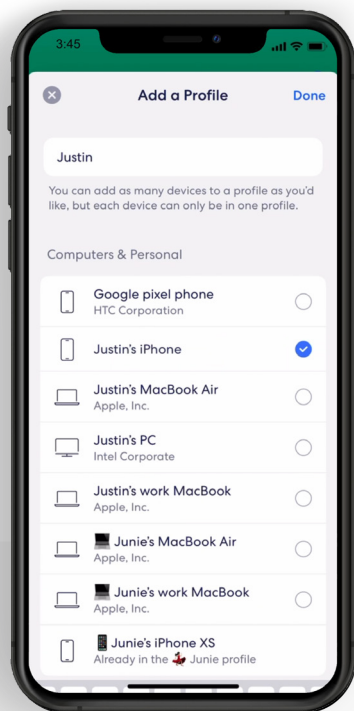 3:45
Add a Profile
Done
Justin
You can add as many devices to a profile as you'd
like, but each device can only be in one profile.
Computers & Personal
Google pixel phone
HTC Corporation
Justin's iPhone
Justin's MacBook Air
Apple, Inc.
Justin's PC
Intel Corporate
Justin's work MacBook
Apple, Inc.
Junie's MacBook Air
Apple, Inc.
Junie's work MacBook
Apple, Inc.
Junie's iPhone XS
Already in the 💃 Junie profile